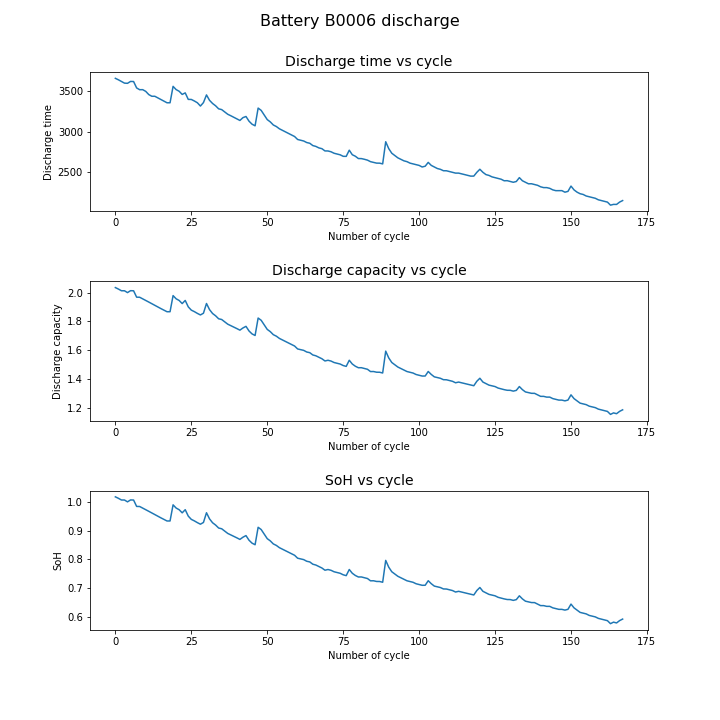 Battery B0006 discharge
Discharge time vs cycle
3500
3000
2500
Discharge time
0 25 50 75 100 125 150 175
Number of cycle
Discharge capacity vs cycle
2.0
1.8
1.6
1.4
1.2
Discharge capacity
0 25 50 75 100 125 150 175
Number of cycle
SoH vs cycle
1.0
0.9
0.8
0.7
0.6
SoH
0 25 50 75 100 125 150 175
Number of cycle